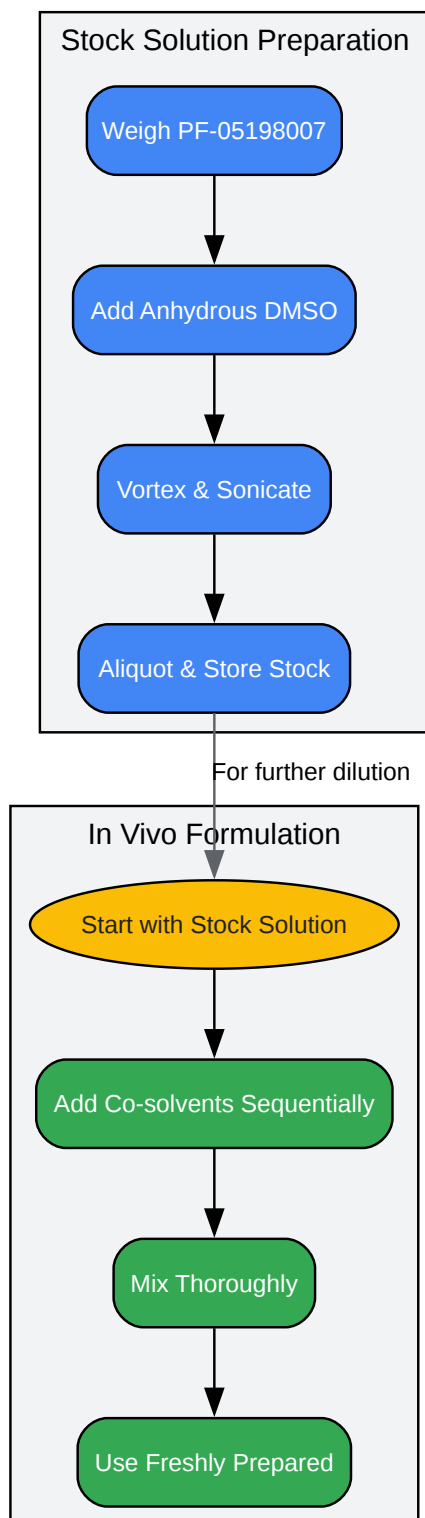 Stock Solution Preparation
Weigh PF-05198007
Add Anhydrous DMSO
Vortex & Sonicate
Aliquot & Store Stock
For further dilution
In Vivo Formulation
Start with Stock Solution
Add Co-solvents Sequentially
Mix Thoroughly
Use Freshly Prepared